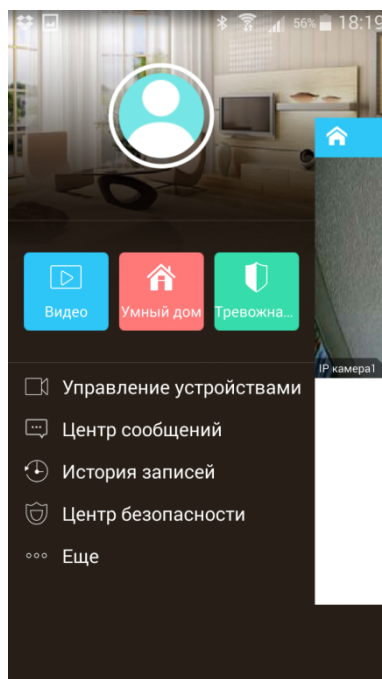 56% 18:19
Видео
Умный дом
Тревожна...
IP камера1
Управление устройствами
Центр сообщений
История записей
Центр безопасности
Еще